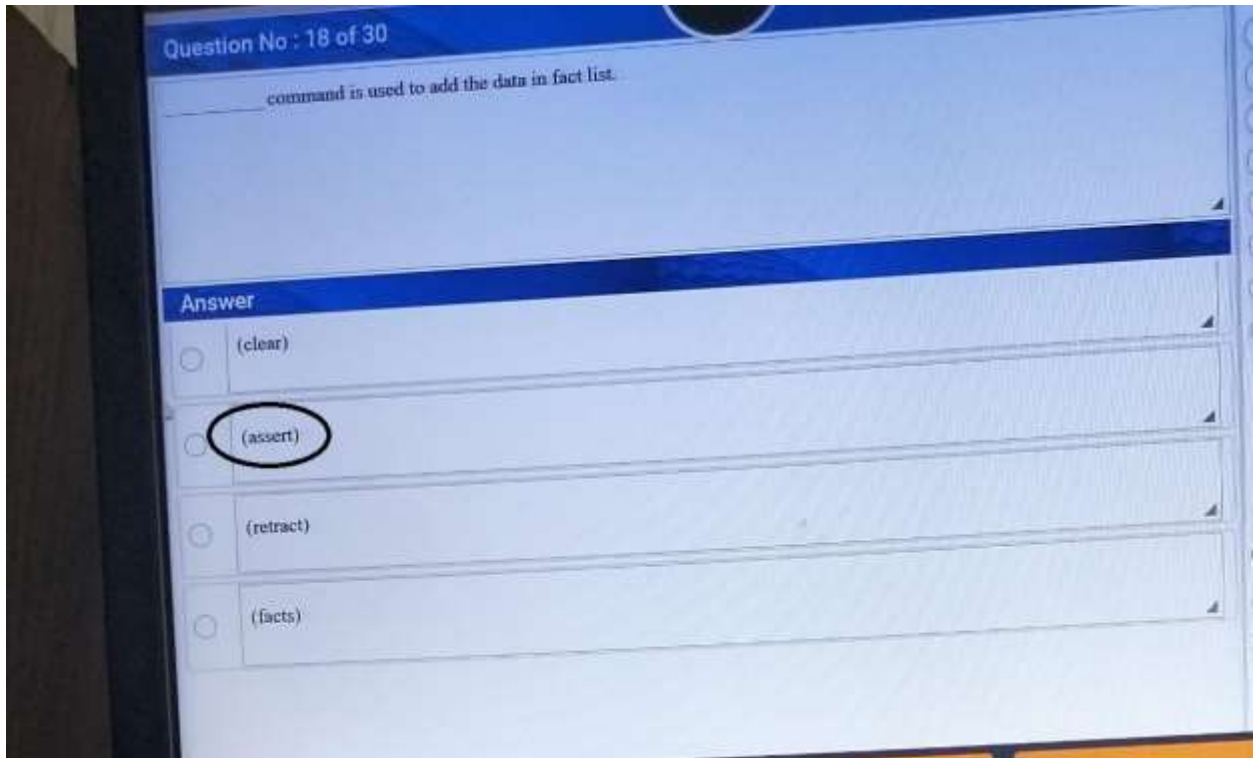 Question No : 18 of 30
________ command is used to add the data in fact list.
Answer
(clear)
(assert)
(retract)
(facts)